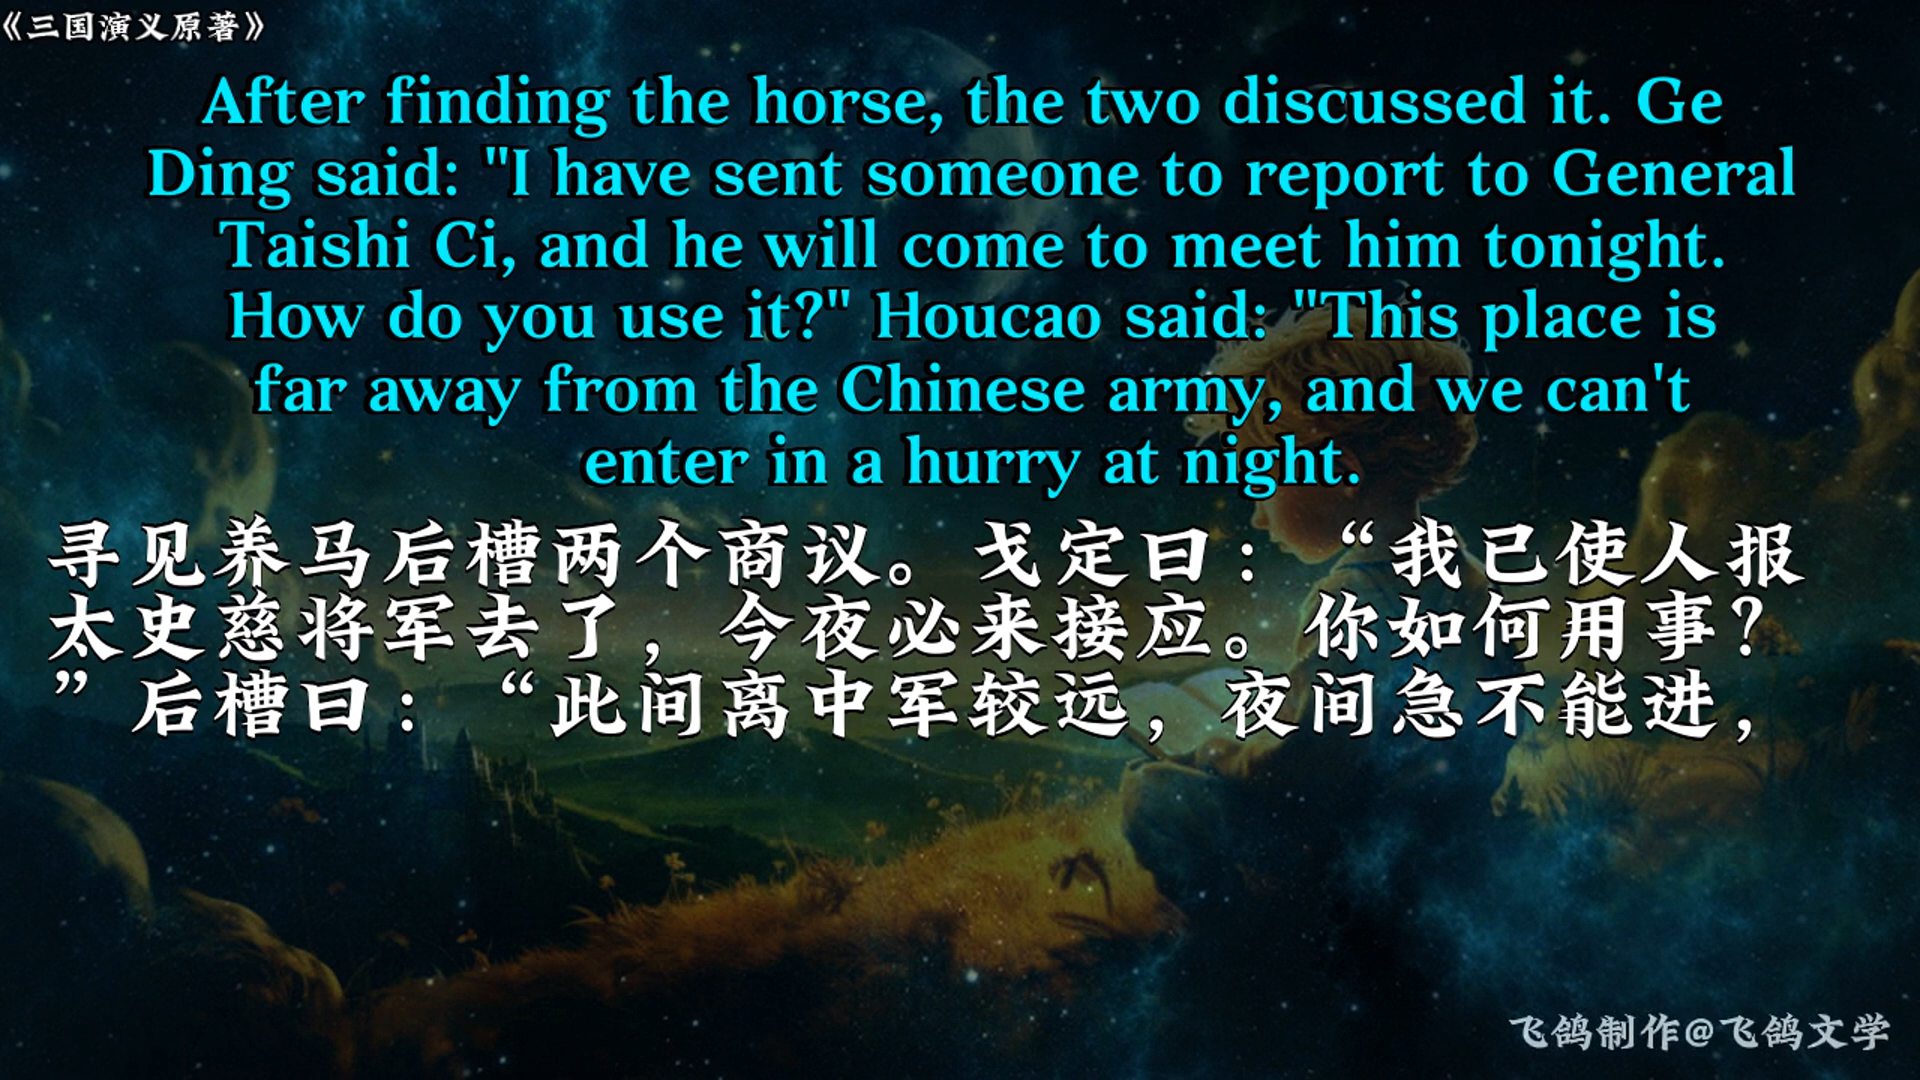 《三国演义原著》
After finding the horse, the two discussed it. Ge
Ding said: "I have sent someone to report to General
Taishi Ci, and he will come to meet him tonight.
How do you use it?" Houcao said: "This place is
far away from the Chinese army, and we can't
enter in a hurry at night.
寻见养马后槽两个商议。戈定曰：“我已使人报
太史慈将军去了，今夜必来接应。你如何用事？
”后槽曰：“此间离中军较远，夜间急不能进，
飞鸽制作@飞鸽文学